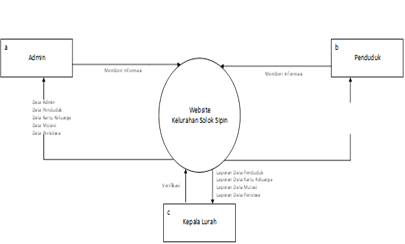 a
Admin
b
Penduduk
Memberi Informasi
Memberi Informasi
Website
Kelurahan Solok Sipin
Data Admin
Data Penduduk
Data Kartu Keluarga
Data Mutasi
Data Peristiwa
Verifikasi
Laporan Data Penduduk
Laporan Data Kartu Keluarga
Laporan Data Mutasi
Laporan Data Peristiwa
c
Kepala Lurah